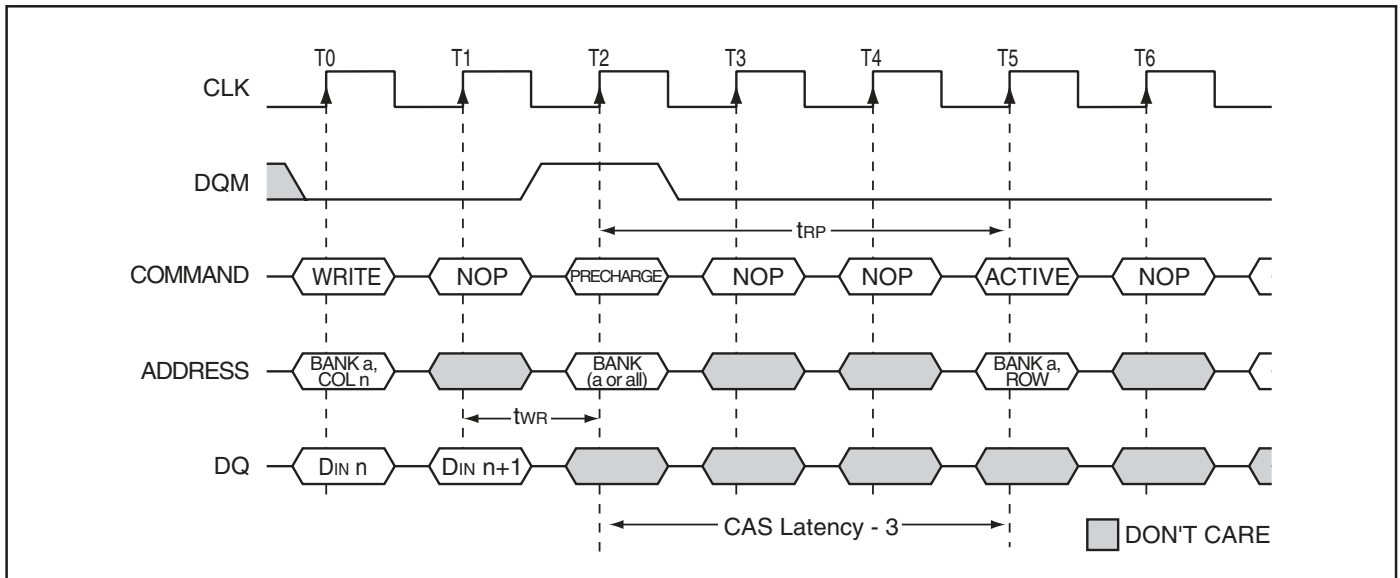 T0 T1 T2 T3 T4 T5 T6
CLK
DQM
tRP
COMMAND WRITE NOP PRECHARGE NOP NOP ACTIVE NOP
ADDRESS BANK a, COL n BANK (a or all) BANK a, ROW
tWR
DQ DIN n DIN n+1
CAS Latency - 3
DON'T CARE